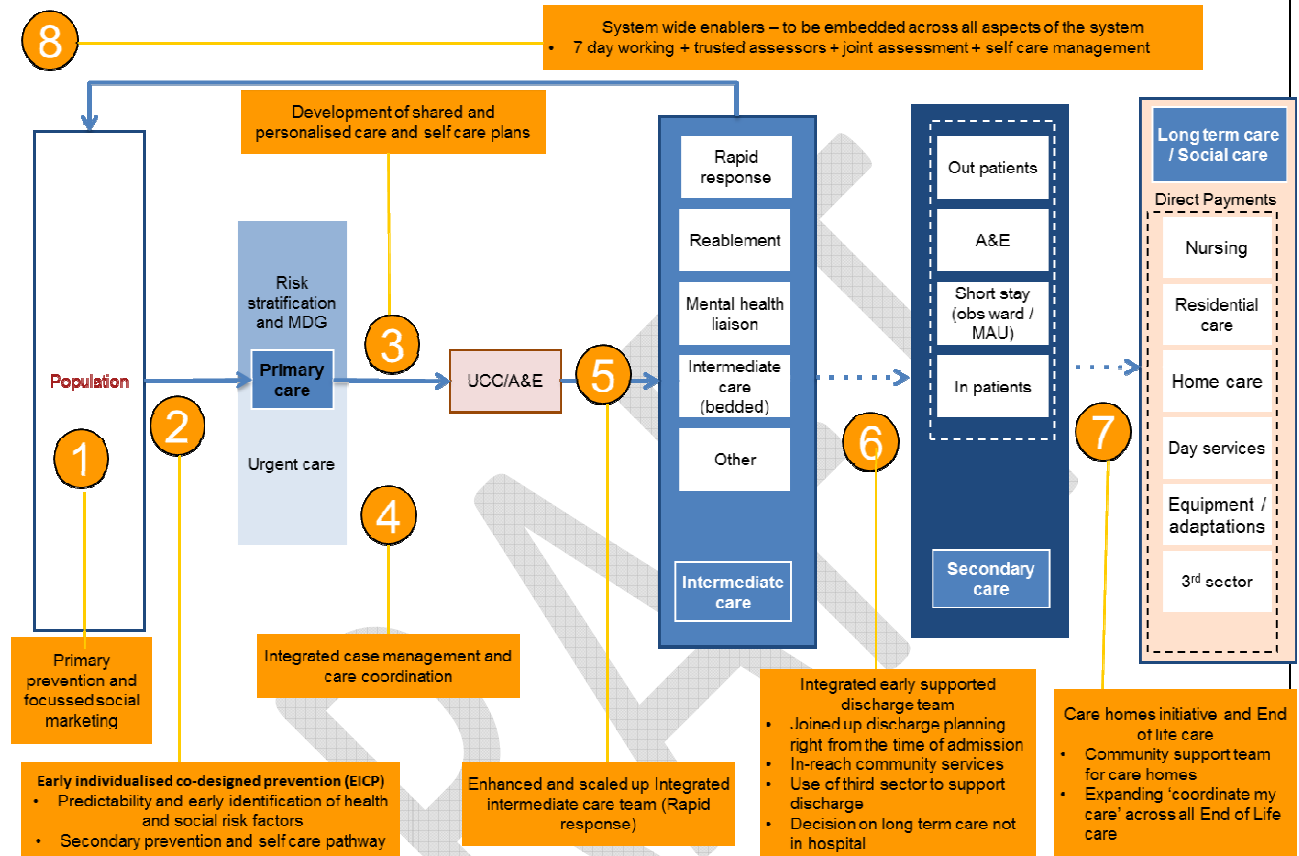 8
System wide enablers – to be embedded across all aspects of the system
• 7 day working + trusted assessors + joint assessment + self care management
Development of shared and
personalised care and self care plans
Population
1
Primary
prevention and
focussed social
marketing
2
Early individualised co-designed prevention (EICP)
• Predictability and early identification of health
and social risk factors
• Secondary prevention and self care pathway
Risk
stratification
and MDG
Primary
care
Urgent care
3
4
Integrated case management and
care coordination
UCC/A&E
5
Enhanced and scaled up Integrated
intermediate care team (Rapid
response)
Rapid
response
Reablement
Mental health
liaison
Intermediate
care
(bedded)
Other
Intermediate
care
6
Integrated early supported
discharge team
• Joined up discharge planning
right from the time of admission
• In-reach community services
• Use of third sector to support
discharge
• Decision on long term care not
in hospital
Out patients
A&E
Short stay
(obs ward /
MAU)
In patients
Secondary
care
7
Care homes initiative and End
of life care
• Community support team
for care homes
• Expanding ‘coordinate my
care’ across all End of Life
care
Long term care
/ Social care
Direct Payments
Nursing
Residential
care
Home care
Day services
Equipment /
adaptations
3rd sector
DRAFT